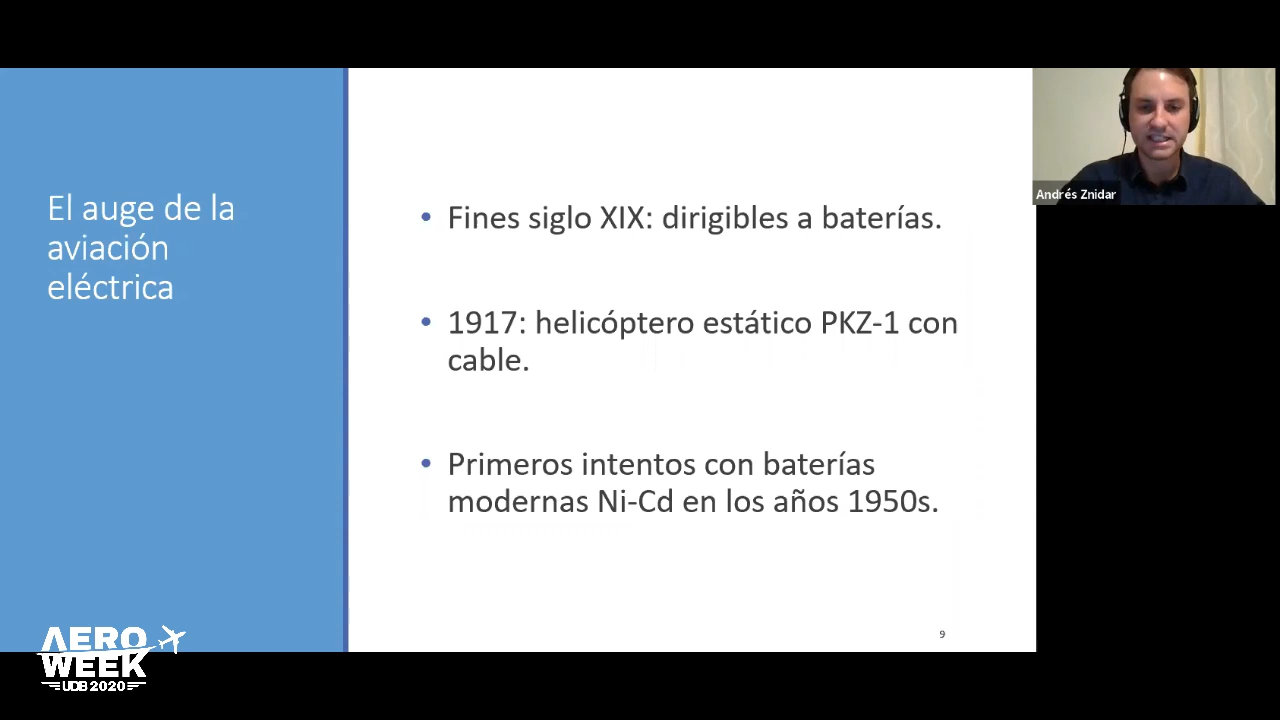 El auge de la
aviación
eléctrica
• Fines siglo XIX: dirigibles a baterías.
• 1917: helicóptero estático PKZ-1 con
cable.
• Primeros intentos con baterías
modernas Ni-Cd en los años 1950s.
9
Andrés Znidar
AERO
WEEK
UDB 2020